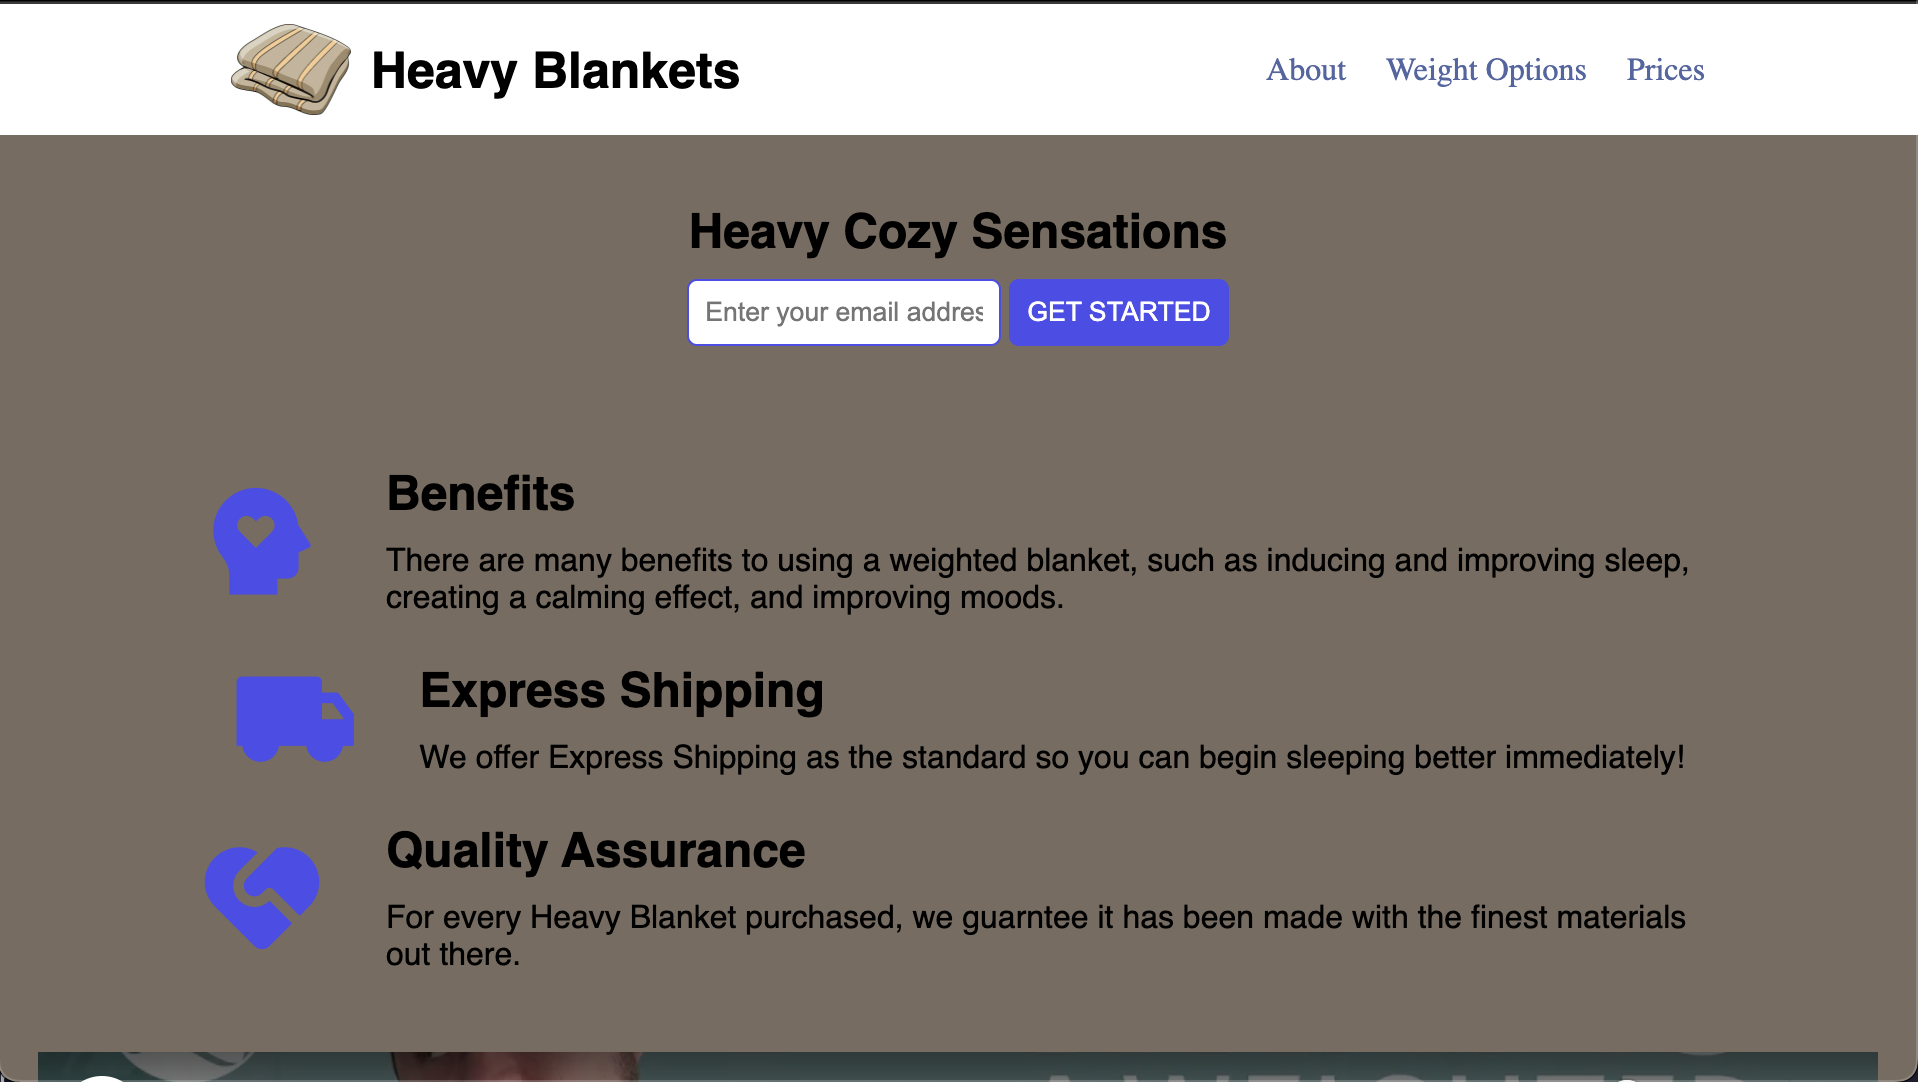 Heavy Blankets
About Weight Options Prices
Heavy Cozy Sensations
Enter your email addres
GET STARTED
Benefits
There are many benefits to using a weighted blanket, such as inducing and improving sleep,
creating a calming effect, and improving moods.
Express Shipping
We offer Express Shipping as the standard so you can begin sleeping better immediately!
Quality Assurance
For every Heavy Blanket purchased, we guarntee it has been made with the finest materials
out there.